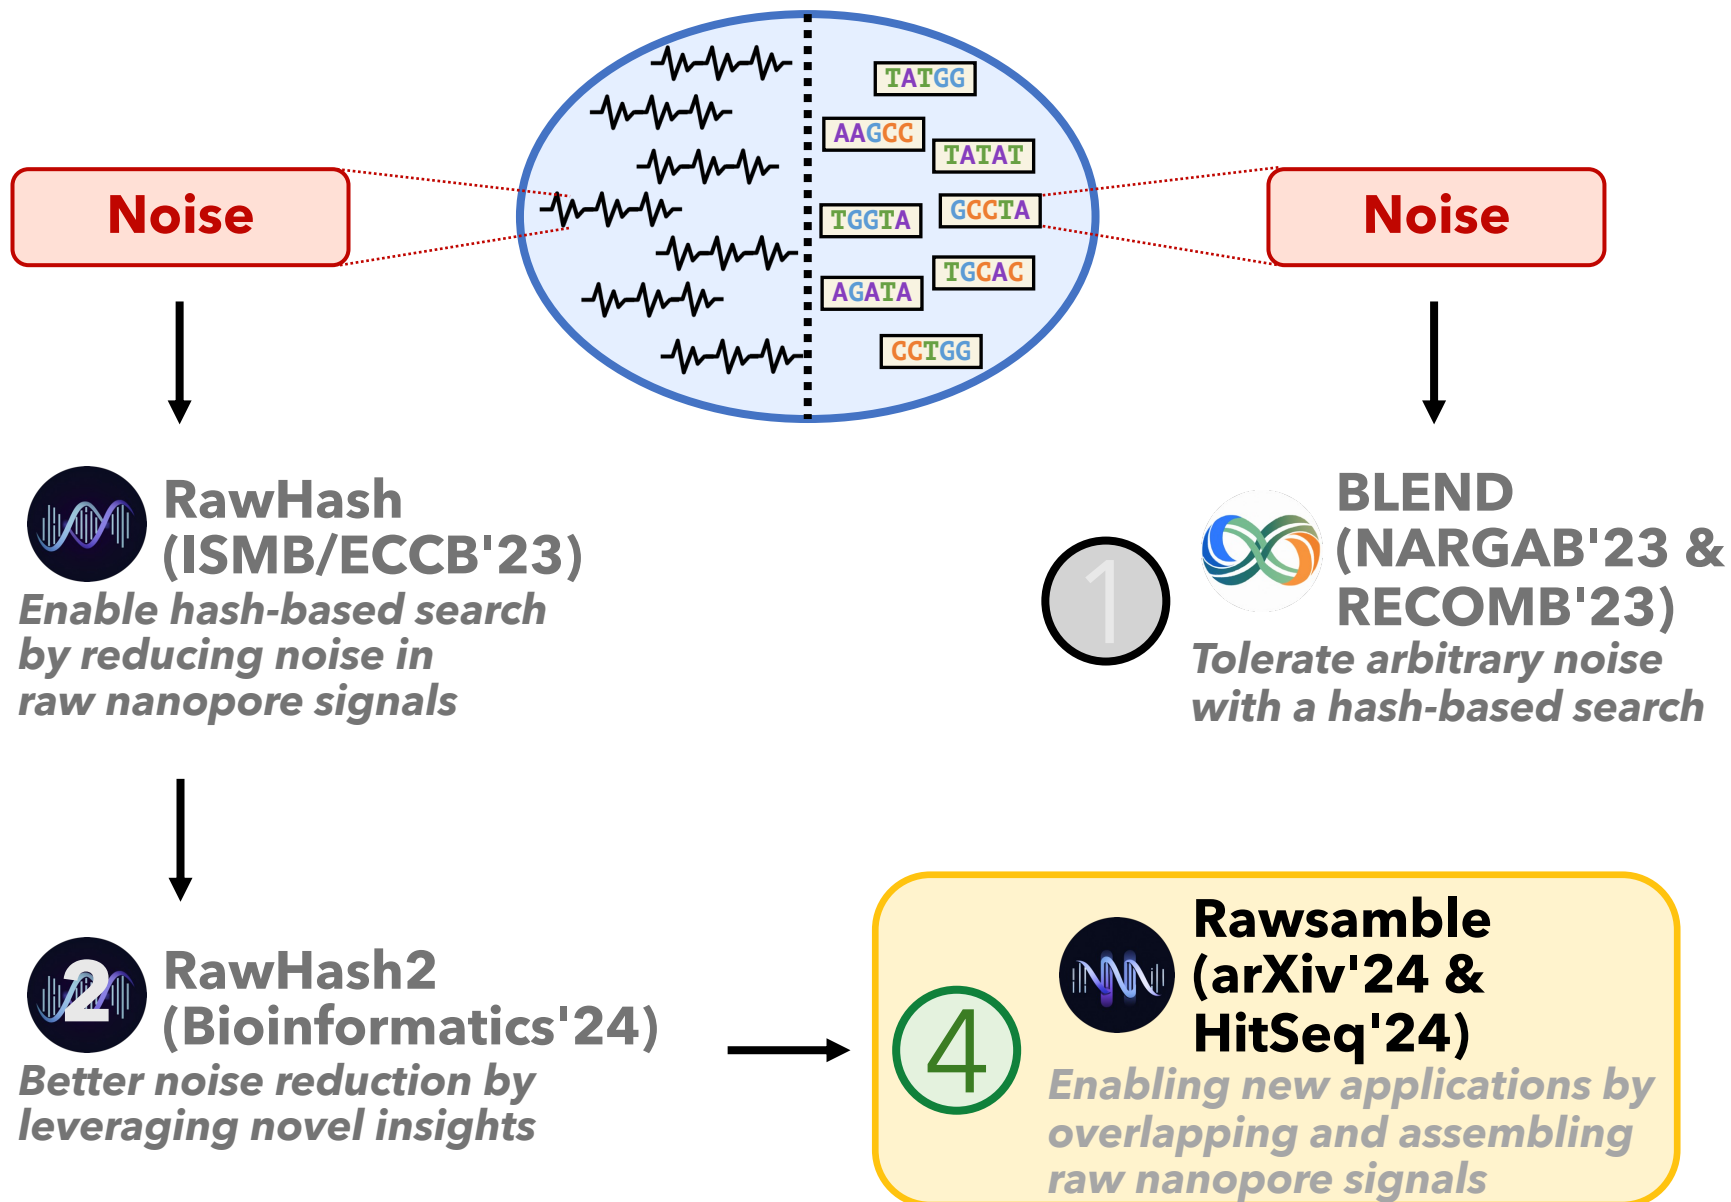 TATGG
AAGCC
TATAT
TGGTA
GCCTA
TGCAC
AGATA
CCTGG
Noise
Noise
RawHash
(ISMB/ECCB'23)
Enable hash-based search
by reducing noise in
raw nanopore signals
1
BLEND
(NARGAB'23 &
RECOMB'23)
Tolerate arbitrary noise
with a hash-based search
2
RawHash2
(Bioinformatics'24)
Better noise reduction by
leveraging novel insights
4
Rawsamble
(arXiv'24 &
HitSeq'24)
Enabling new applications by
overlapping and assembling
raw nanopore signals